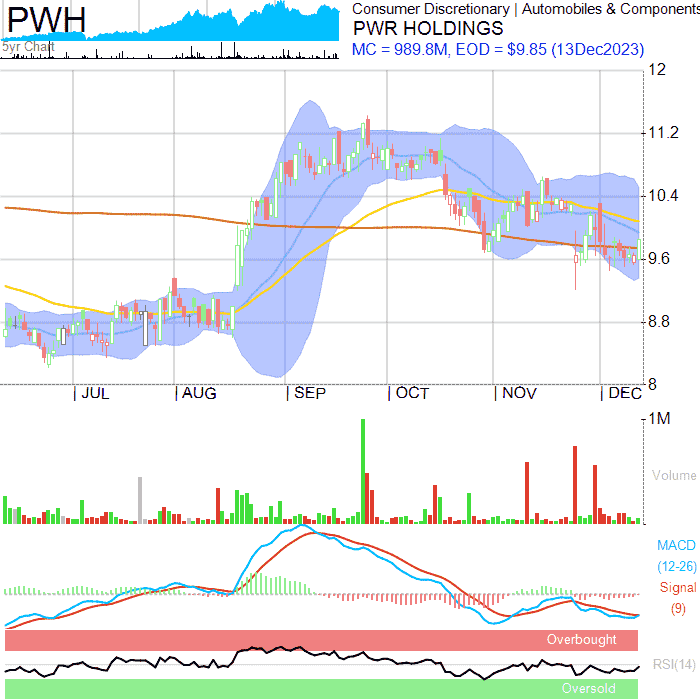 PWH
5yr Chart
Consumer Discretionary | Automobiles & Components
PWR HOLDINGS
MC = 989.8M, EOD = $9.85 (13Dec2023)
12
11.2
10.4
9.6
8.8
8
| JUL | AUG | SEP | OCT | NOV | DEC
1M
Volume
MACD
(12-26)
Signal
(9)
Overbought
RSI(14)
Oversold